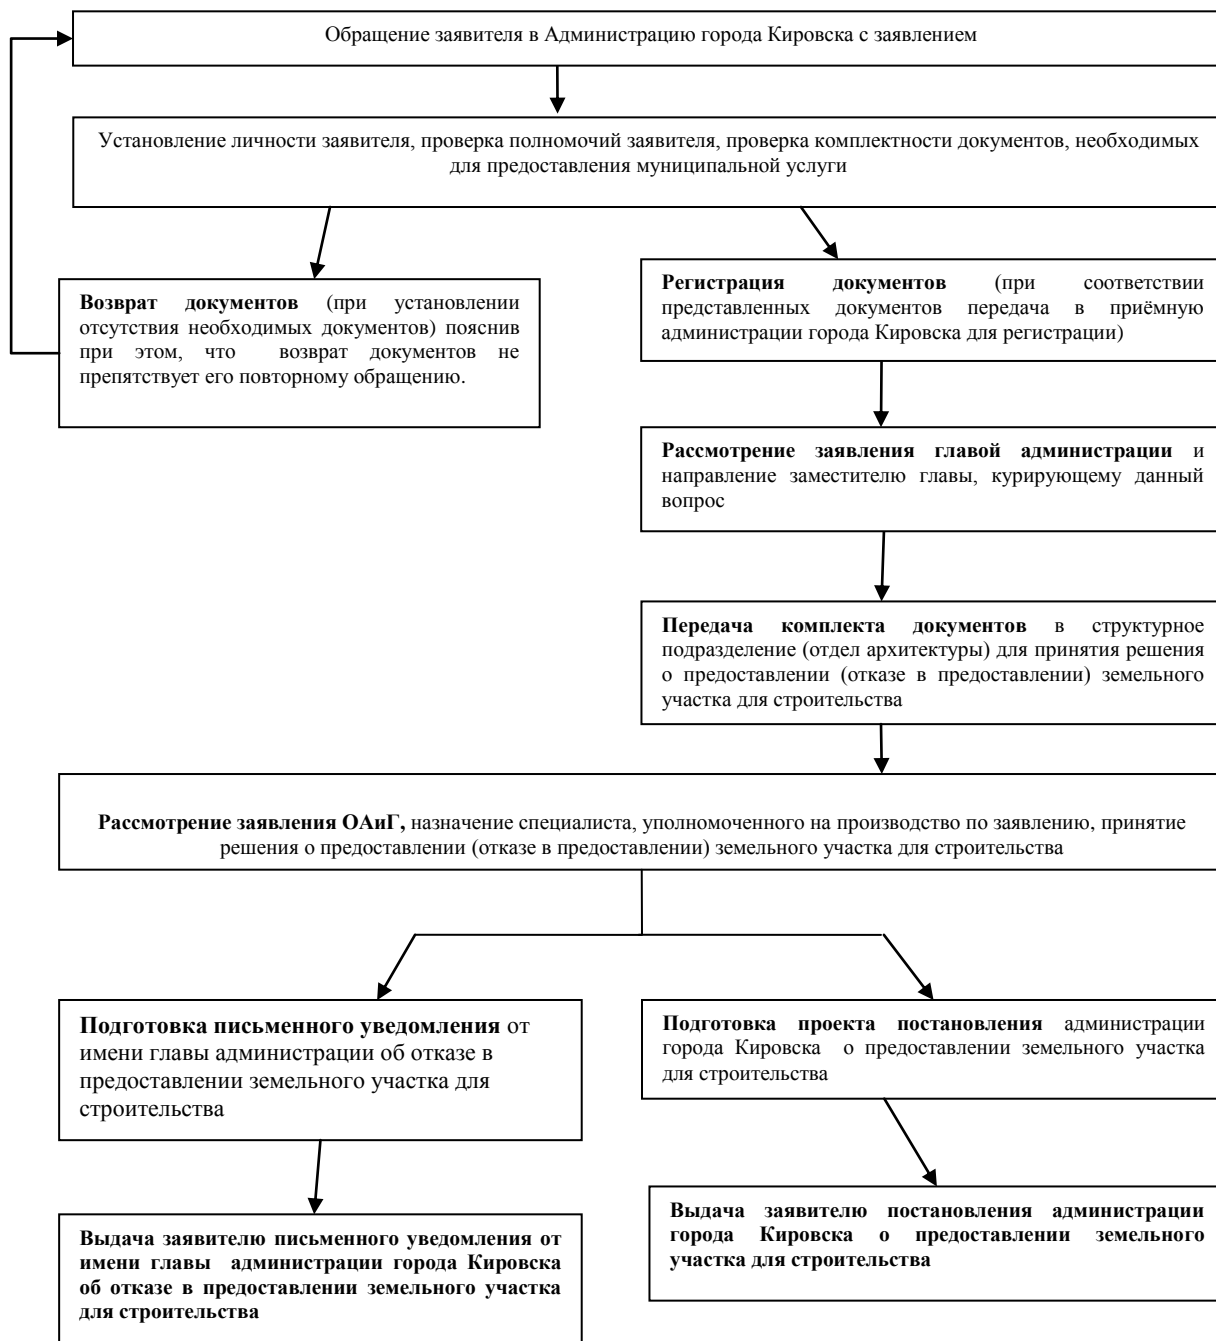 Обращение заявителя в Администрацию города Кировска с заявлением
Установление личности заявителя, проверка полномочий заявителя, проверка комплектности документов, необходимых
для предоставления муниципальной услуги
Возврат документов (при установлении
отсутствия необходимых документов) пояснив
при этом, что возврат документов не
препятствует его повторному обращению.
Регистрация документов (при соответствии
представленных документов передача в приёмную
администрации города Кировска для регистрации)
Рассмотрение заявления главой администрации и
направление заместителю главы, курирующему данный
вопрос
Передача комплекта документов в структурное
подразделение (отдел архитектуры) для принятия решения
о предоставлении (отказе в предоставлении) земельного
участка для строительства
Рассмотрение заявления ОАиГ, назначение специалиста, уполномоченного на производство по заявлению, принятие
решения о предоставлении (отказе в предоставлении) земельного участка для строительства
Подготовка письменного уведомления от
имени главы администрации об отказе в
предоставлении земельного участка для
строительства
Подготовка проекта постановления администрации
города Кировска о предоставлении земельного участка
для строительства
Выдача заявителю письменного уведомления от
имени главы администрации города Кировска
об отказе в предоставлении земельного участка
для строительства
Выдача заявителю постановления администрации
города Кировска о предоставлении земельного
участка для строительства